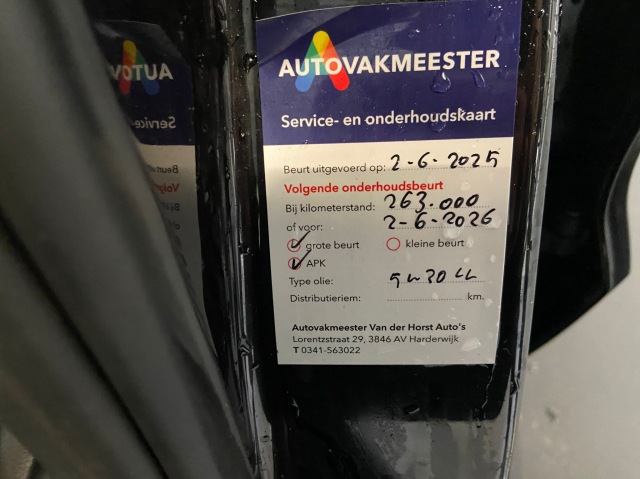 AUTOVAKMEESTER
Service- en onderhoudskaart
Beurt uitgevoerd op: 2-6-2025
Volgende onderhoudsbeurt
Bij kilometerstand: 263.000
of voor: 2-6-2026
grote beurt kleine beurt
APK
Type olie: 5w30 LL
Distributieriem: km.
Autovakmeester Van der Horst Auto's
Lorentzstraat 29, 3846 AV Harderwijk
T 0341-563022